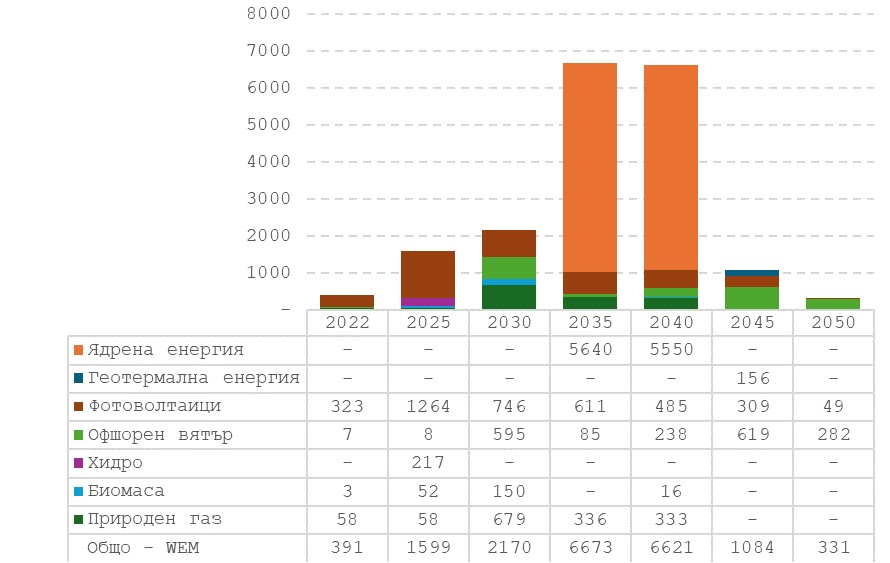 8000
7000
6000
5000
4000
3000
2000
1000
–
2022 2025 2030 2035 2040 2045 2050
Ядрена енергия – – – 5640 5550 – –
Геотермална енергия – – – – – 156 –
Фотоволтаици 323 1264 746 611 485 309 49
Офшорен вятър 7 8 595 85 238 619 282
Хидро – 217 – – – – –
Биомаса 3 52 150 – 16 – –
Природен газ 58 58 679 336 333 – –
Общо – WEM 391 1599 2170 6673 6621 1084 331